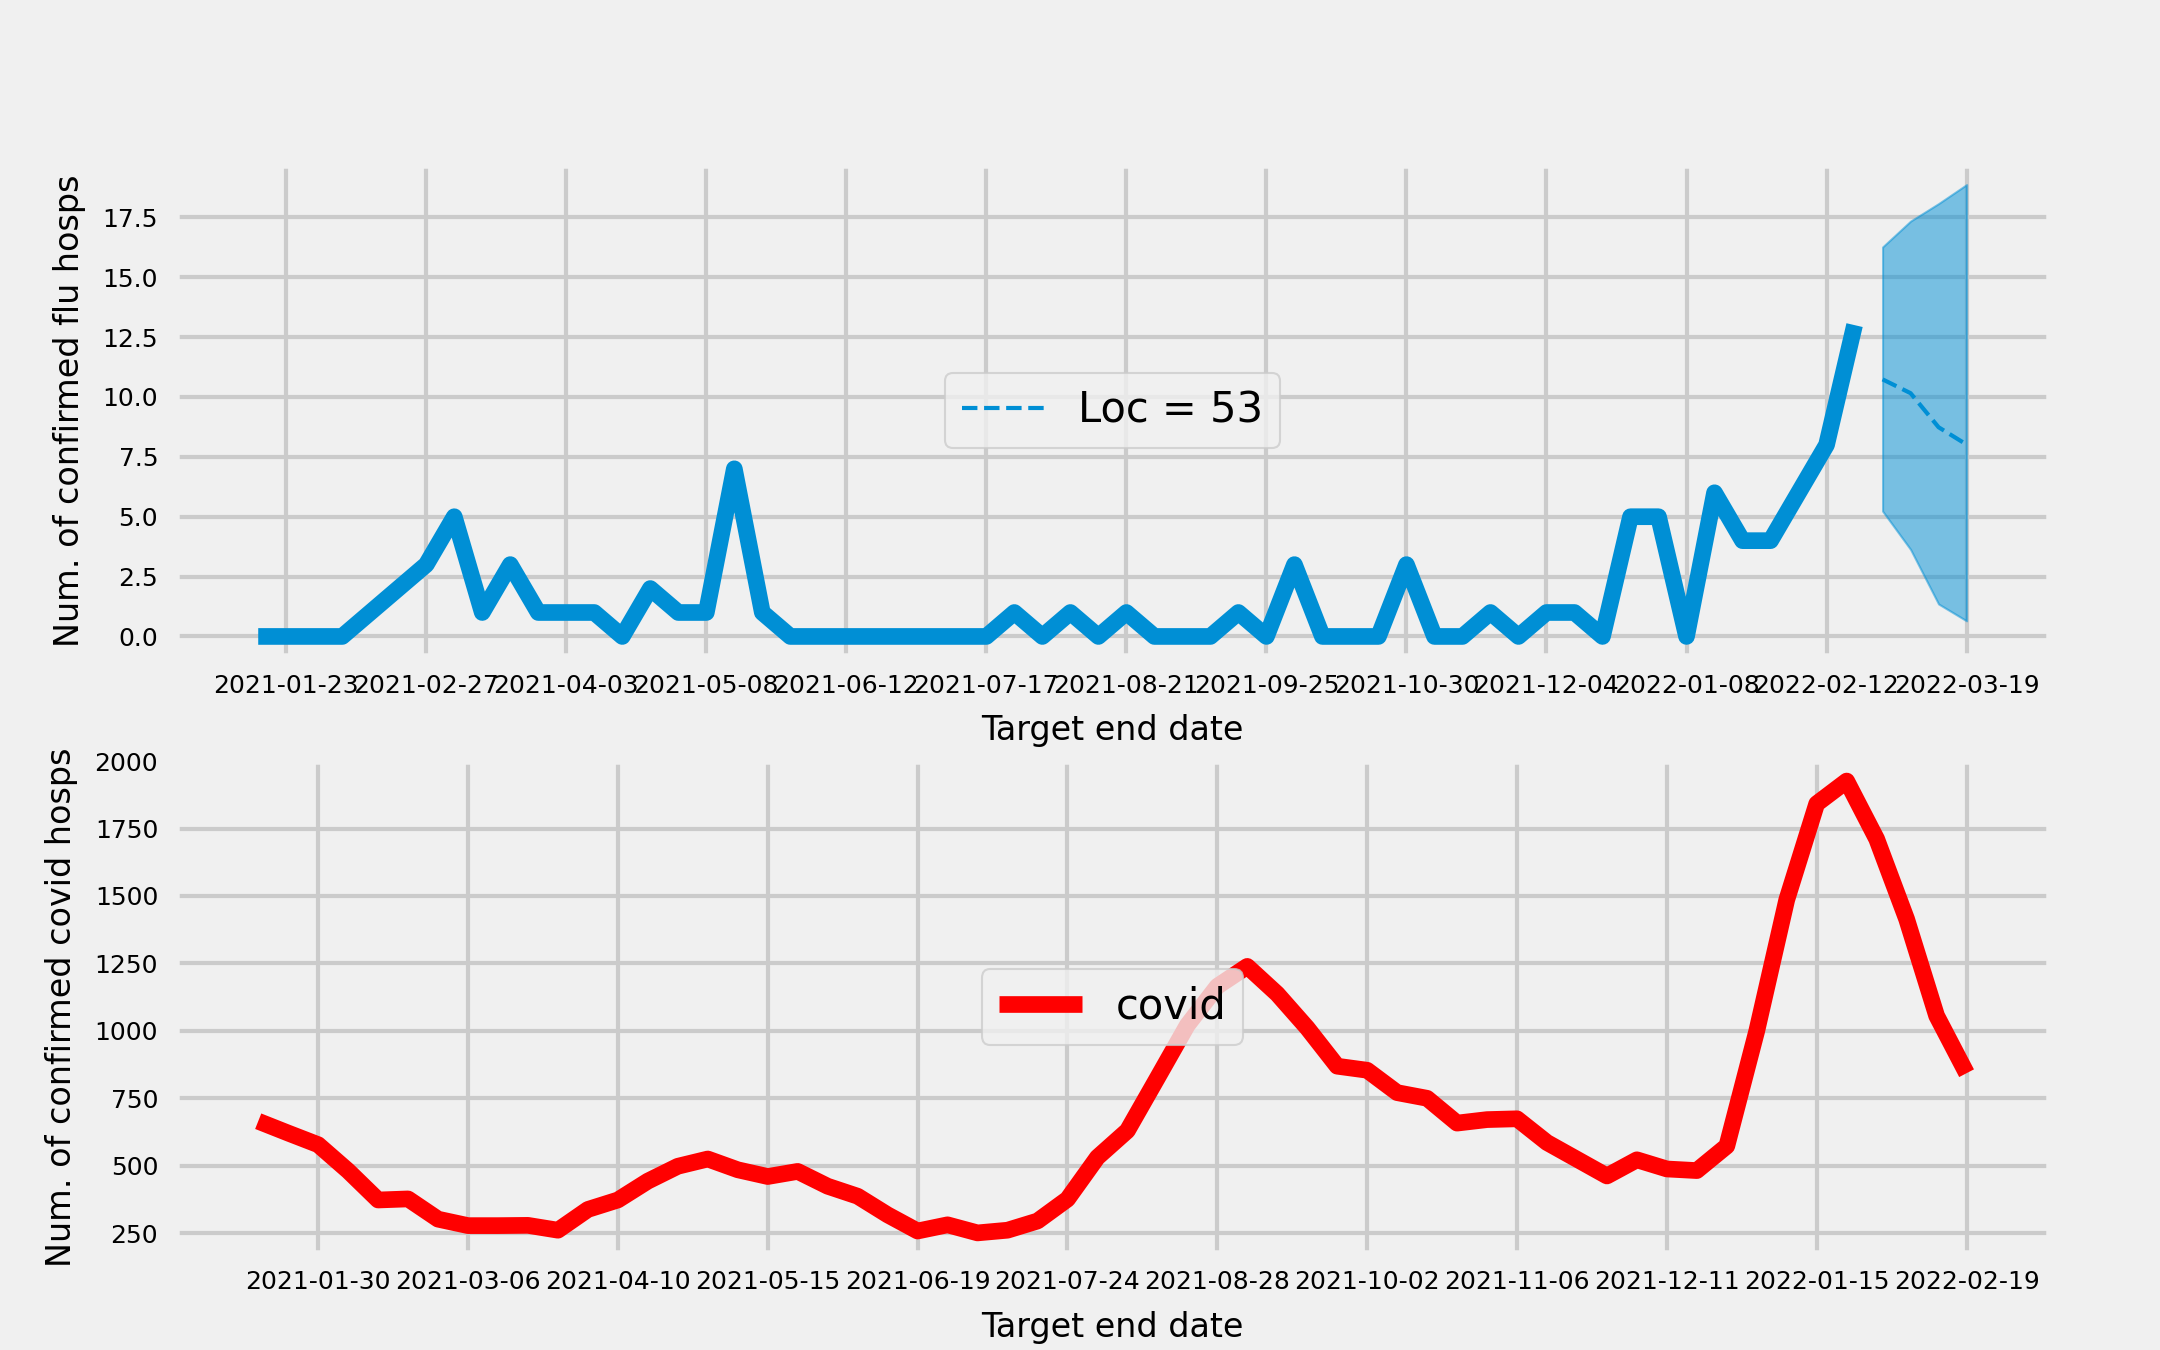 Num. of confirmed flu hosps
17.5
15.0
12.5
10.0
7.5
5.0
2.5
0.0
Loc = 53
2021-01-23 2021-02-27 2021-04-03 2021-05-08 2021-06-12 2021-07-17 2021-08-21 2021-09-25 2021-10-30 2021-12-04 2022-01-08 2022-02-12 2022-03-19
Target end date
Num. of confirmed covid hosps
2000
1750
1500
1250
1000
750
500
250
covid
2021-01-30 2021-03-06 2021-04-10 2021-05-15 2021-06-19 2021-07-24 2021-08-28 2021-10-02 2021-11-06 2021-12-11 2022-01-15 2022-02-19
Target end date